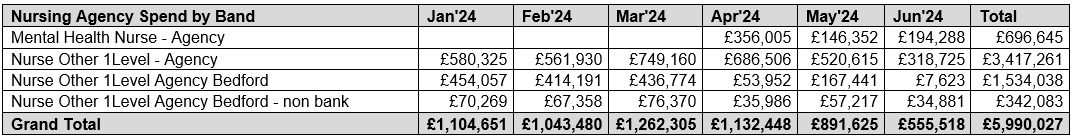 Nursing Agency Spend by Band Jan'24 Feb'24 Mar'24 Apr'24 May'24 Jun'24 Total
Mental Health Nurse - Agency £356,005 £146,352 £194,288 £696,645
Nurse Other 1Level - Agency £580,325 £561,930 £749,160 £686,506 £520,615 £318,725 £3,417,261
Nurse Other 1Level Agency Bedford £454,057 £414,191 £436,774 £53,952 £167,441 £7,623 £1,534,038
Nurse Other 1Level Agency Bedford - non bank £70,269 £67,358 £76,370 £35,986 £57,217 £34,881 £342,083
Grand Total £1,104,651 £1,043,480 £1,262,305 £1,132,448 £891,625 £555,518 £5,990,027